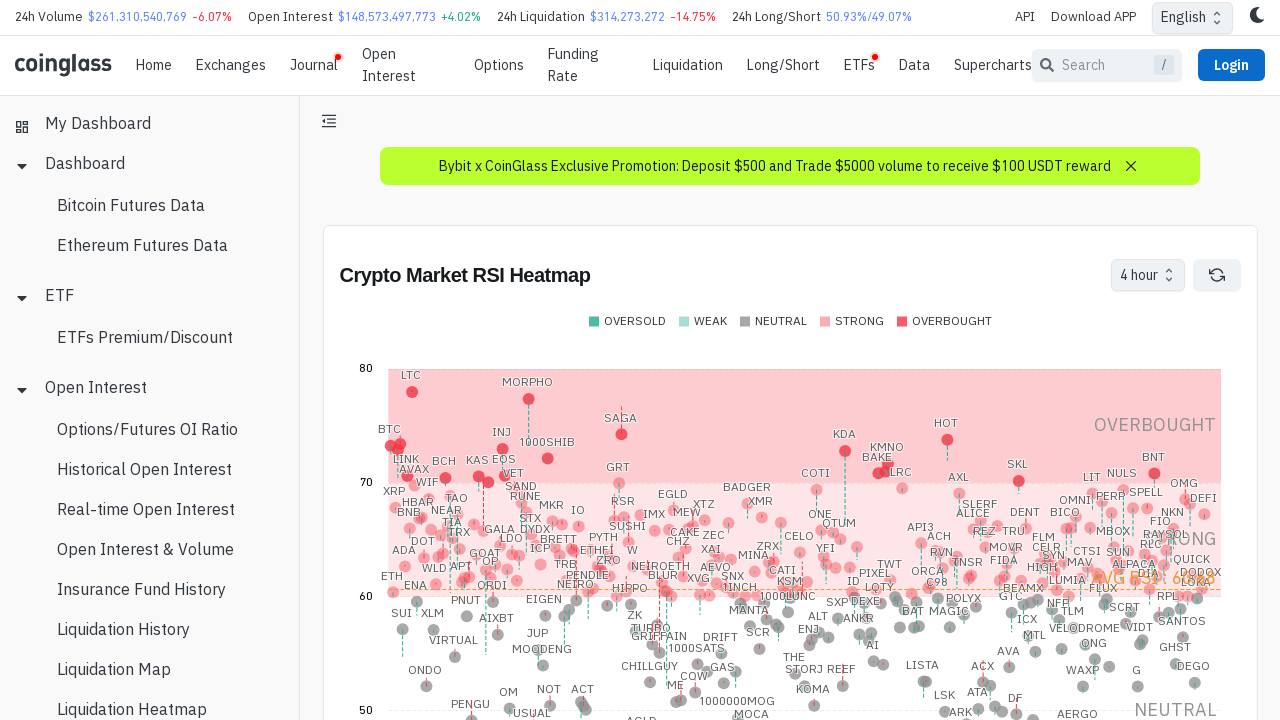 24h Volume $261,310,540,769 -6.07% Open Interest $148,573,497,773 +4.02% 24h Liquidation $314,273,272 -14.75% 24h Long/Short 50.93%/49.07% API Download APP English
coinglass Home Exchanges Journal Open Interest Options Funding Rate Liquidation Long/Short ETFs Data Supercharts Search / Login
My Dashboard
Dashboard
Bitcoin Futures Data
Ethereum Futures Data
ETF
ETFs Premium/Discount
Open Interest
Options/Futures OI Ratio
Historical Open Interest
Real-time Open Interest
Open Interest & Volume
Insurance Fund History
Liquidation History
Liquidation Map
Liquidation Heatmap
Bybit x CoinGlass Exclusive Promotion: Deposit $500 and Trade $5000 volume to receive $100 USDT reward
Crypto Market RSI Heatmap
4 hour
OVERSOLD WEAK NEUTRAL STRONG OVERBOUGHT
80
LTC MORPHO
SAGA HOT
BTC INJ 1000SHIB KDA
OVERBOUGHT
LINK BCH KAS EOS GRT KMNO BAKE LRC SKL BNT
AVAX VET COTI AXL LIT NULS
70
XRP WIF SAND RUNE EGLD BADGER OMG
HBAR TAO MKR RSR XTZ XMR SLERF OMNI PERP SPELL DEFI
BNB NEAR STX IO IMX MEW ONE ALICE DENT BICO NKN
TIA TRX GALA DYDX SUSHI CAKE ZEC QTUM API3 REZ TRU MBOX FIO
DOT LDO BRETT PYTH CHZ CELO ACH FLM RAYSOL
ADA GOAT ICP ETHFI W XAI ZRX YFI RVN MOVR CELR CTSI SUN RLC
WLD APT TRB ZRO NEIROETH AEVO MINA TWT TNSR FIDA SYN MAV ALPACA QUICK
ETH ENA ORDI PENDLE BLUR XVG SNX CATI PIXEL ORCA HIGH LUMIA
NEIRO HIPPO 1INCH KSM ID LQTY C98 BEAMX FLUX
AVG RSI
60
PNUT EIGEN 1000LUNC SXP DEXE POLYX GTC NFP RPL
SUI XLM AIXBT ZK MANTA ALT ANKR BAT MAGIC ICX TLM SCRT SANTOS
VIRTUAL JUP TURBO GRIFFAIN DRIFT SCR ENJ AI MTL VELODROME VIDT
MOODENG 1000SATS THE AVA ONG GHST
ONDO CHILLGUY COW GAS STORJ REEF LISTA ACX WAXP G DEGO
PENGU OM NOT ACT ME 1000000MOG KOMA LSK ATA DF
USUAL MOCA ARK AERGO
50
NEUTRAL